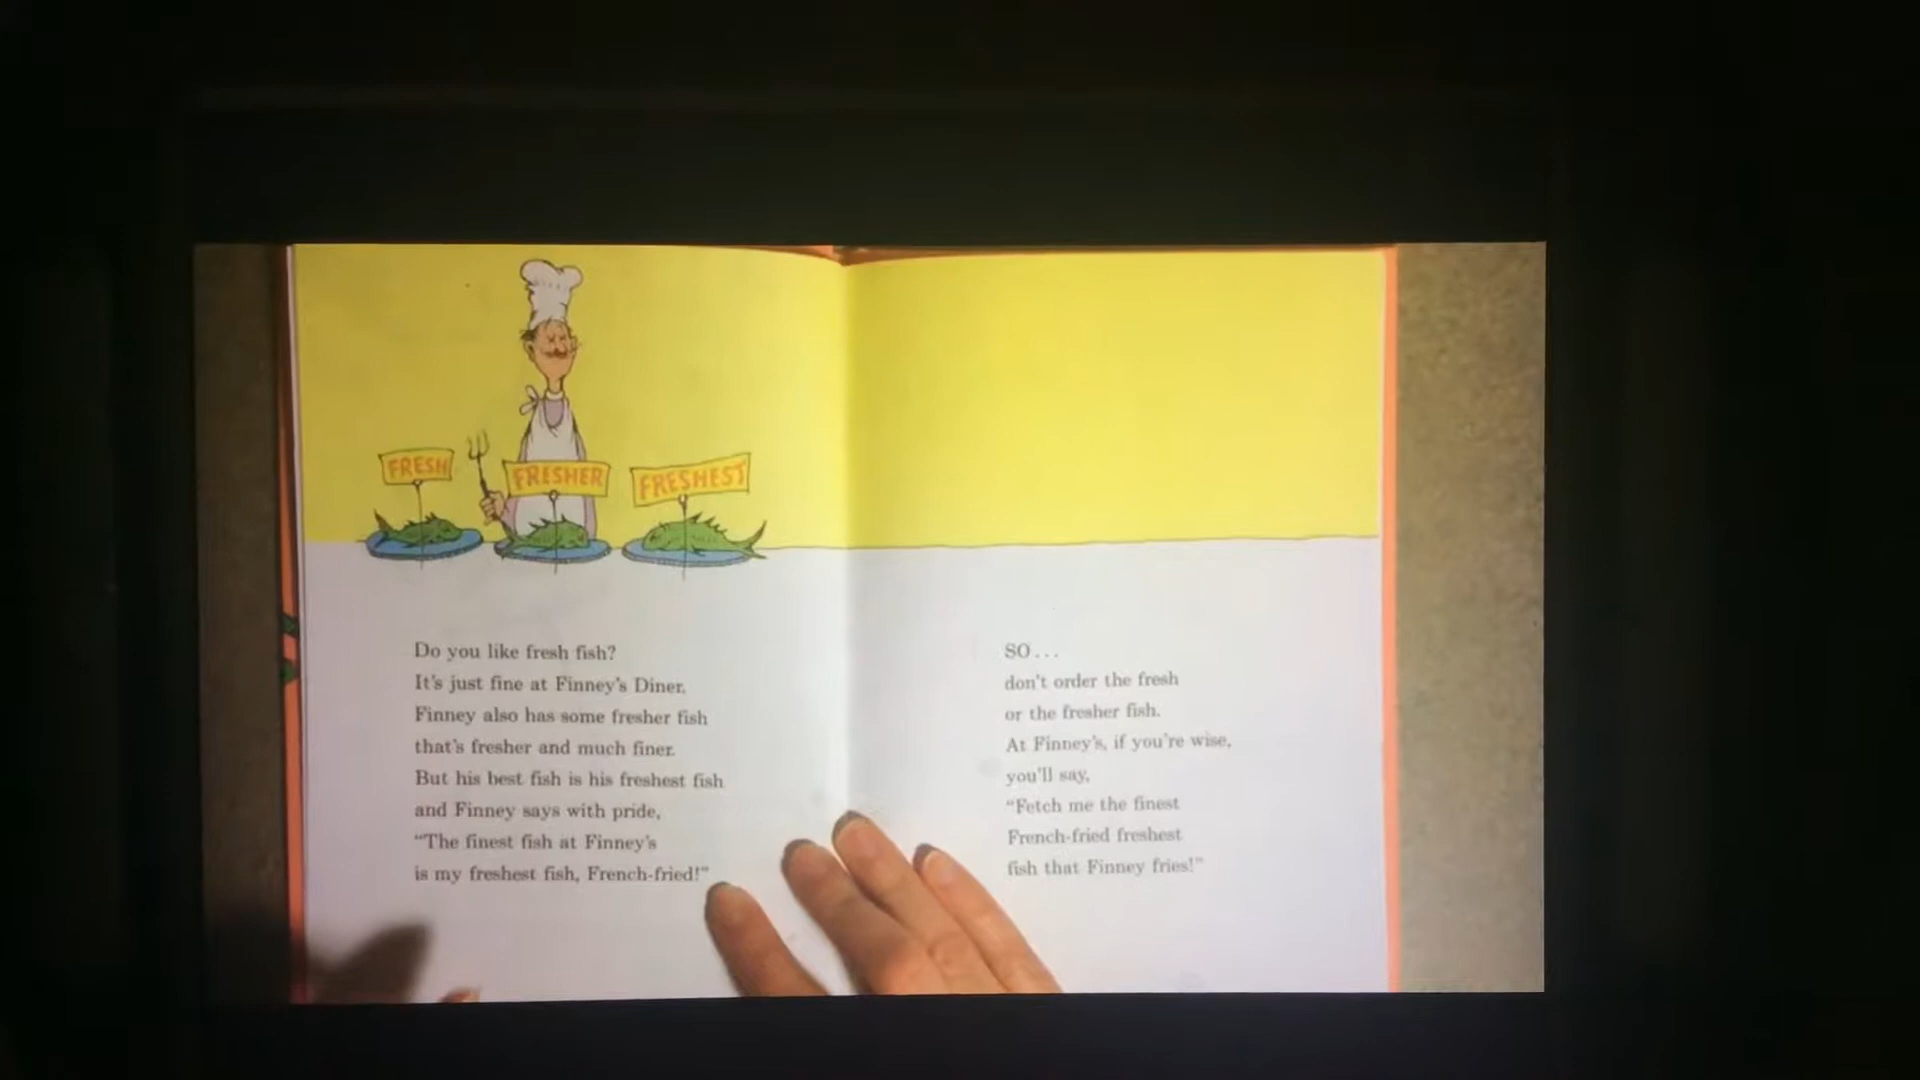 FRESH
FRESHER
FRESHEST
Do you like fresh fish?
It's just fine at Finney's Diner.
Finney also has some fresher fish
that's fresher and much finer.
But his best fish is his freshest fish
and Finney says with pride,
"The finest fish at Finney's
is my freshest fish, French-fried!"
SO...
don't order the fresh
or the fresher fish.
At Finney's, if you're wise,
you'll say,
"Fetch me the finest
French-fried freshest
fish that Finney fries!"